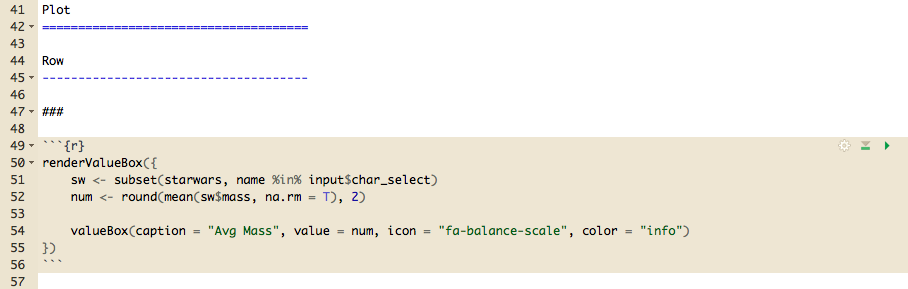 41 Plot
42 =====================================
43
44 Row
45 -------------------------------------
46
47 ###
48
49 ```{r}
50 renderValueBox({
51     sw <- subset(starwars, name %in% input$char_select)
52     num <- round(mean(sw$mass, na.rm = T), 2)
53
54     valueBox(caption = "Avg Mass", value = num, icon = "fa-balance-scale", color = "info")
55 })
56 ```
57